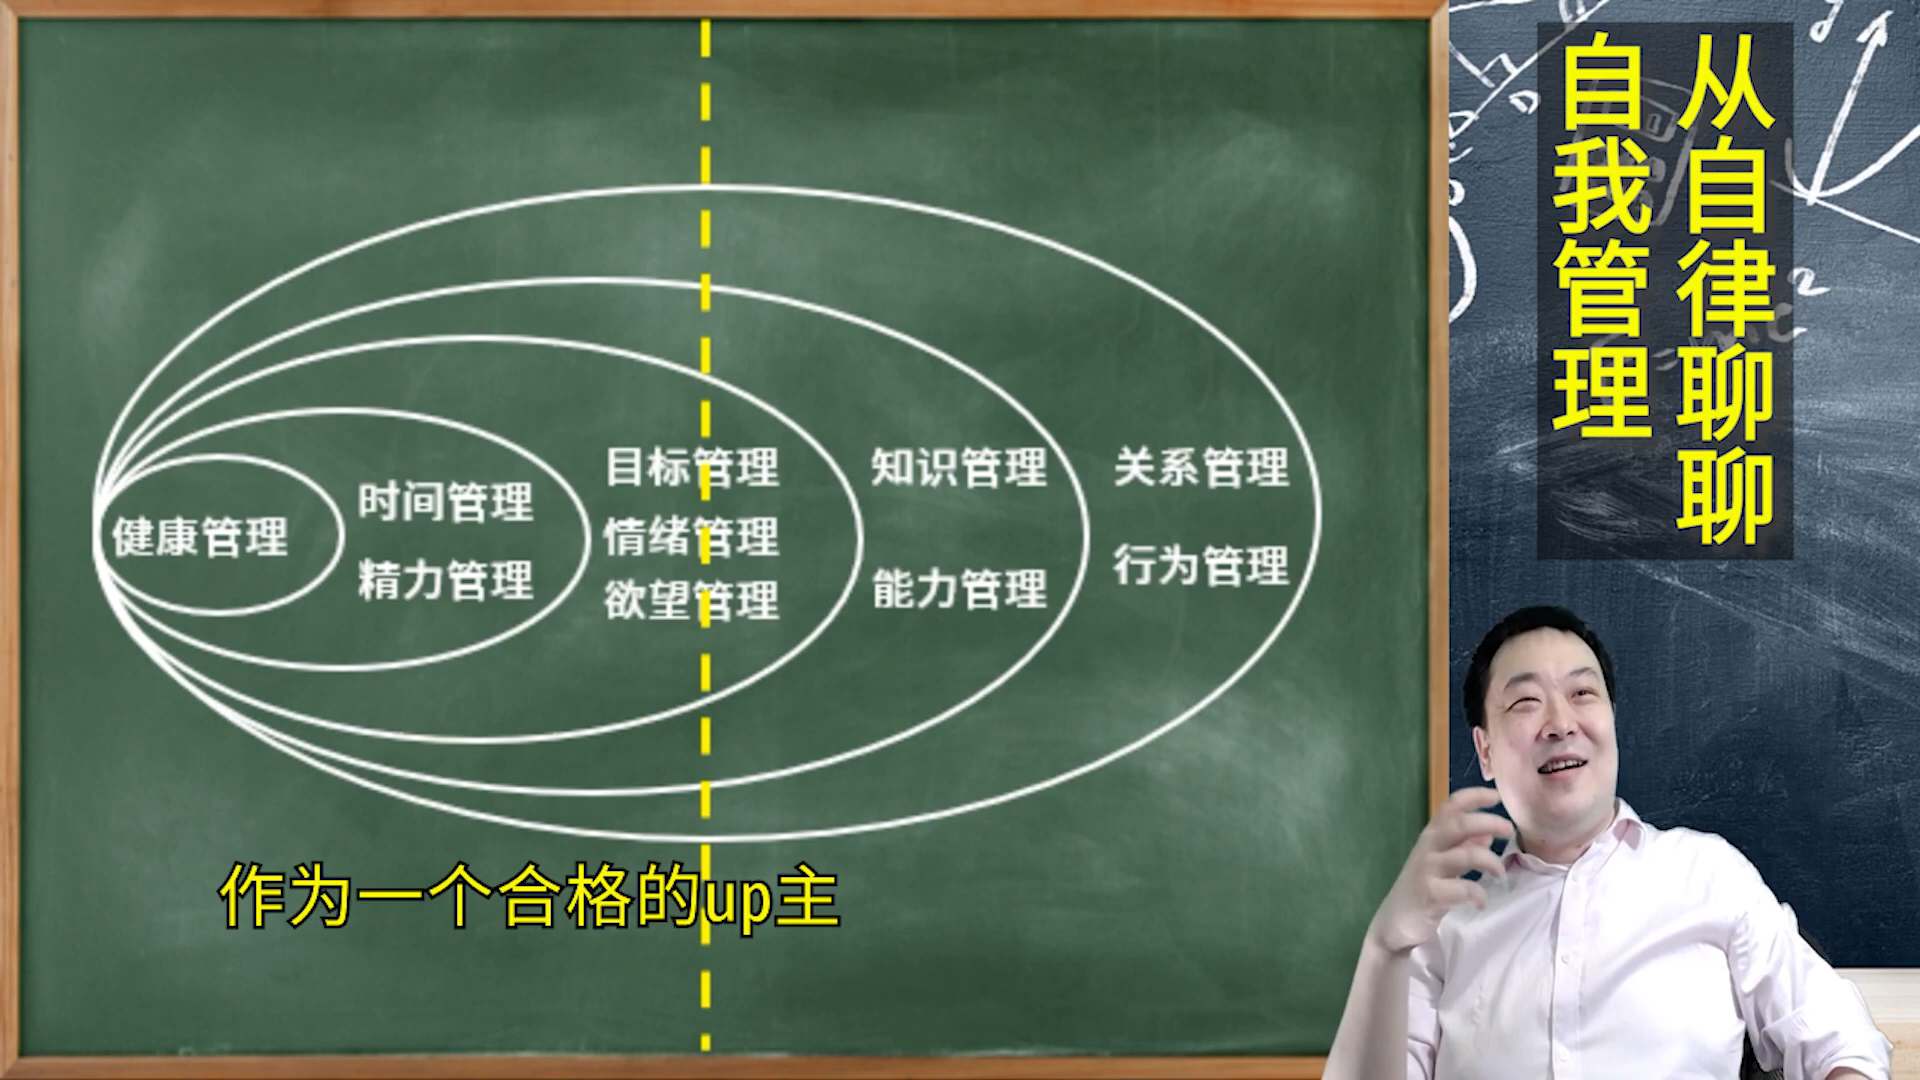 从自律聊聊
自我管理
健康管理
时间管理
精力管理
目标管理
情绪管理
欲望管理
知识管理
能力管理
关系管理
行为管理
作为一个合格的up主